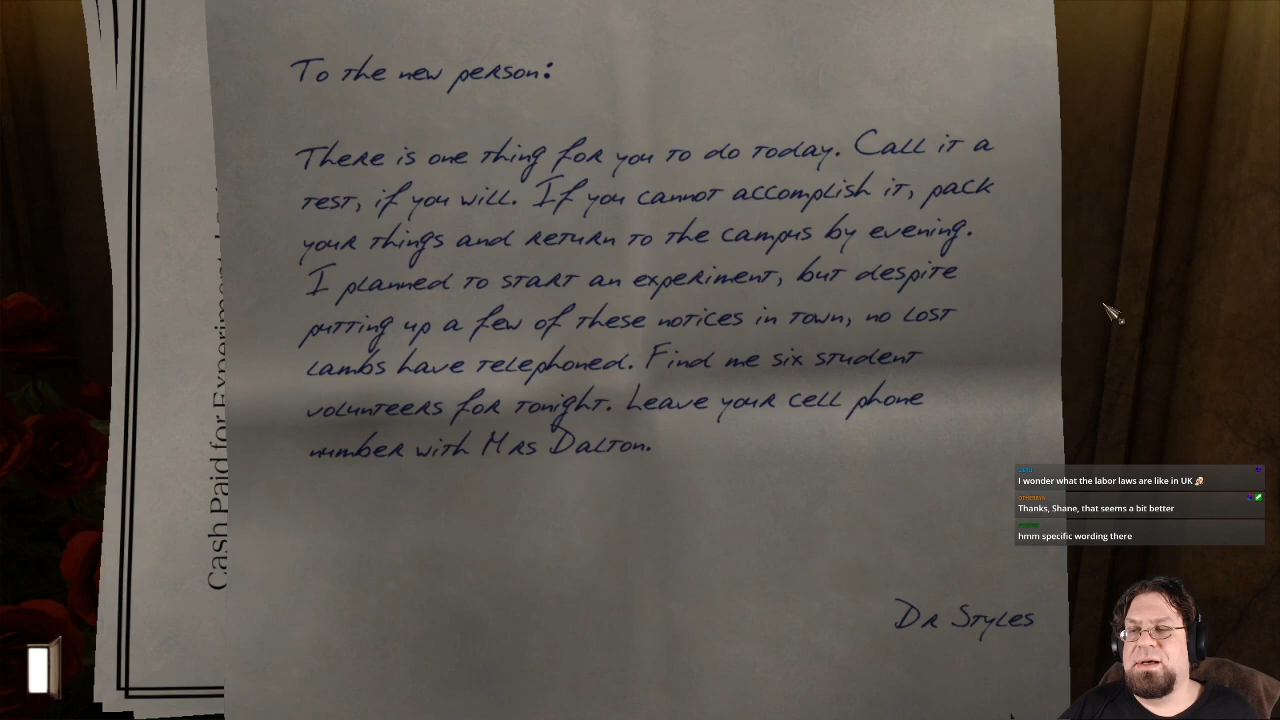 To the new person:
There is one thing for you to do today. Call it a
test, if you will. If you cannot accomplish it, pack
your things and return to the campus by evening.
I planned to start an experiment, but despite
putting up a few of these notices in town, no lost
lambs have telephoned. Find me six student
volunteers for tonight. Leave your cell phone
number with Mrs Dalton.
Dr Styles
Cash Paid for Experiment
I wonder what the labor laws are like in UK
Thanks, Shane, that seems a bit better
hmm specific wording there